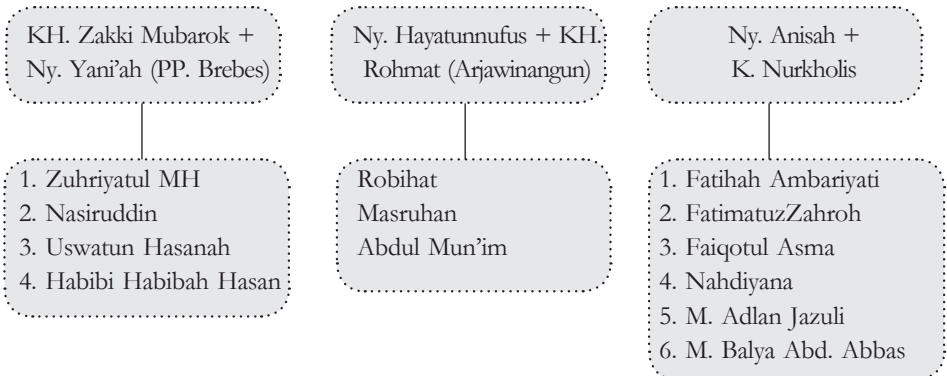 KH. Zakki Mubarok +
Ny. Yani'ah (PP. Brebes)
Ny. Hayatunnufus + KH.
Rohmat (Arjawinangun)
Ny. Anisah +
K. Nurkholis
1. Zuhriyatul MH
2. Nasiruddin
3. Uswatun Hasanah
4. Habibi Habibah Hasan
Robihat
Masruhan
Abdul Mun'im
1. Fatihah Ambariyati
2. FatimatuzZahroh
3. Faiqotul Asma
4. Nahdiyana
5. M. Adlan Jazuli
6. M. Balya Abd. Abbas